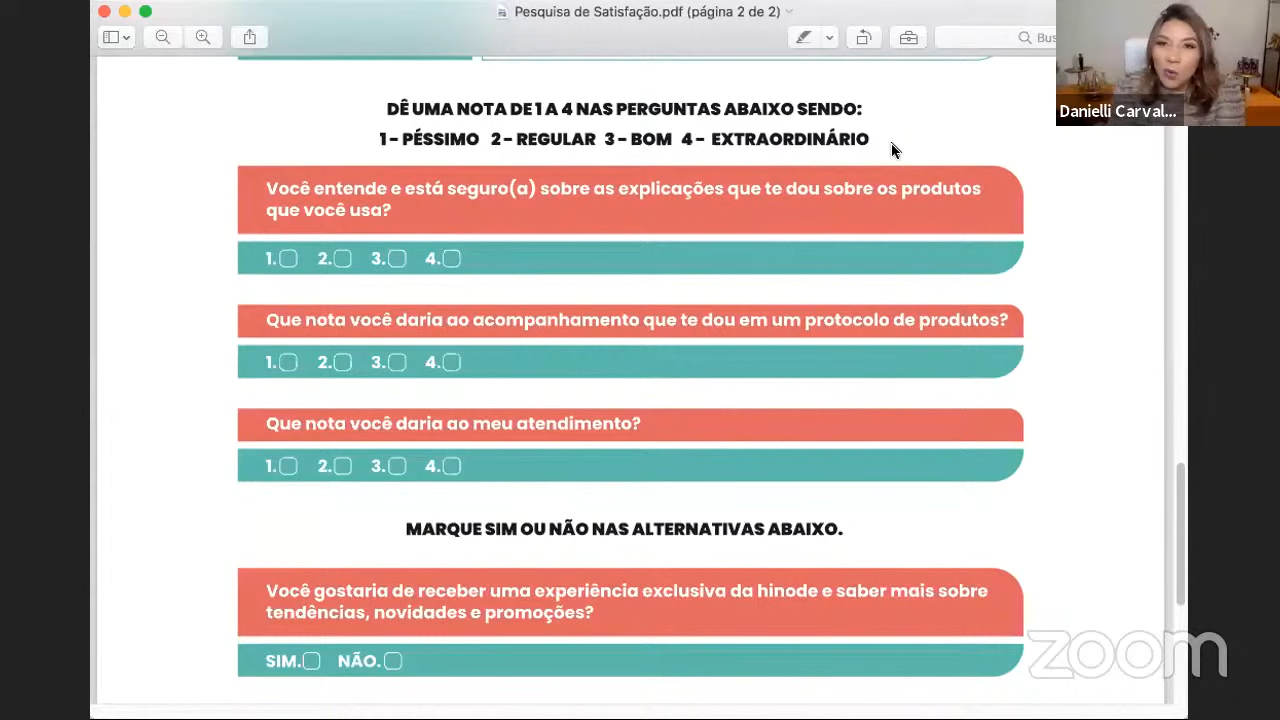 Pesquisa de Satisfação.pdf (página 2 de 2)
Bus
Danielli Carval...
DÊ UMA NOTA DE 1 A 4 NAS PERGUNTAS ABAIXO SENDO:
1 - PÉSSIMO 2 - REGULAR 3 - BOM 4 - EXTRAORDINÁRIO
Você entende e está seguro(a) sobre as explicações que te dou sobre os produtos
que você usa?
1. 2. 3. 4.
Que nota você daria ao acompanhamento que te dou em um protocolo de produtos?
1. 2. 3. 4.
Que nota você daria ao meu atendimento?
1. 2. 3. 4.
MARQUE SIM OU NÃO NAS ALTERNATIVAS ABAIXO.
Você gostaria de receber uma experiência exclusiva da hinode e saber mais sobre
tendências, novidades e promoções?
SIM. NÃO.
zoom